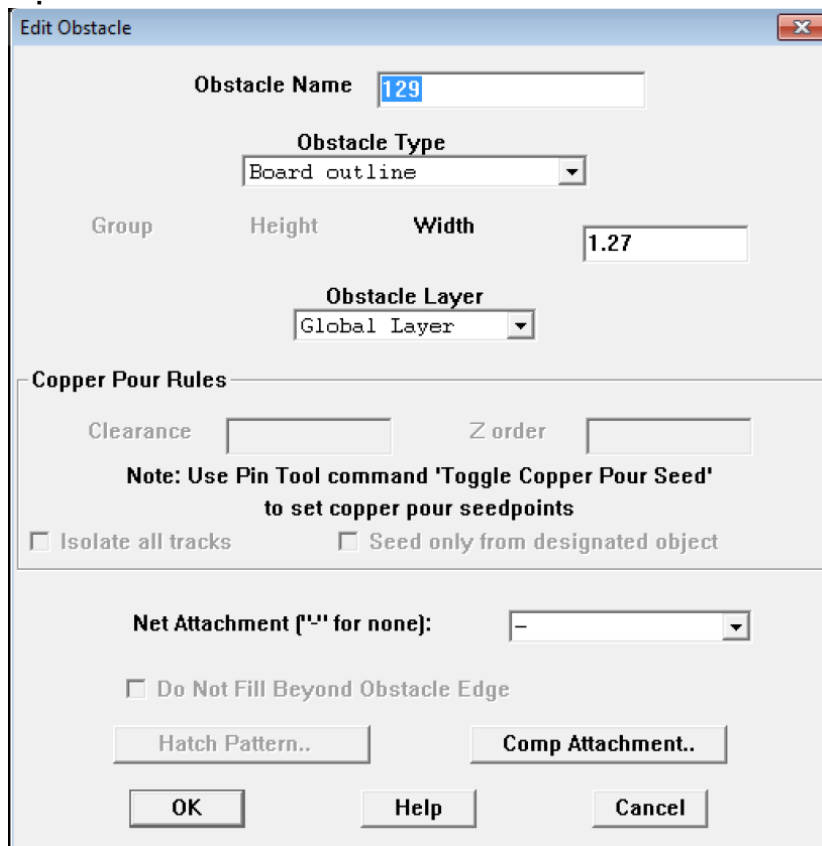 Edit Obstacle
Obstacle Name 129
Obstacle Type
Board outline
Group Height Width 1.27
Obstacle Layer
Global Layer
Copper Pour Rules
Clearance Z order
Note: Use Pin Tool command 'Toggle Copper Pour Seed'
to set copper pour seedpoints
Isolate all tracks Seed only from designated object
Net Attachment ("-" for none): -
Do Not Fill Beyond Obstacle Edge
Hatch Pattern.. Comp Attachment..
OK Help Cancel